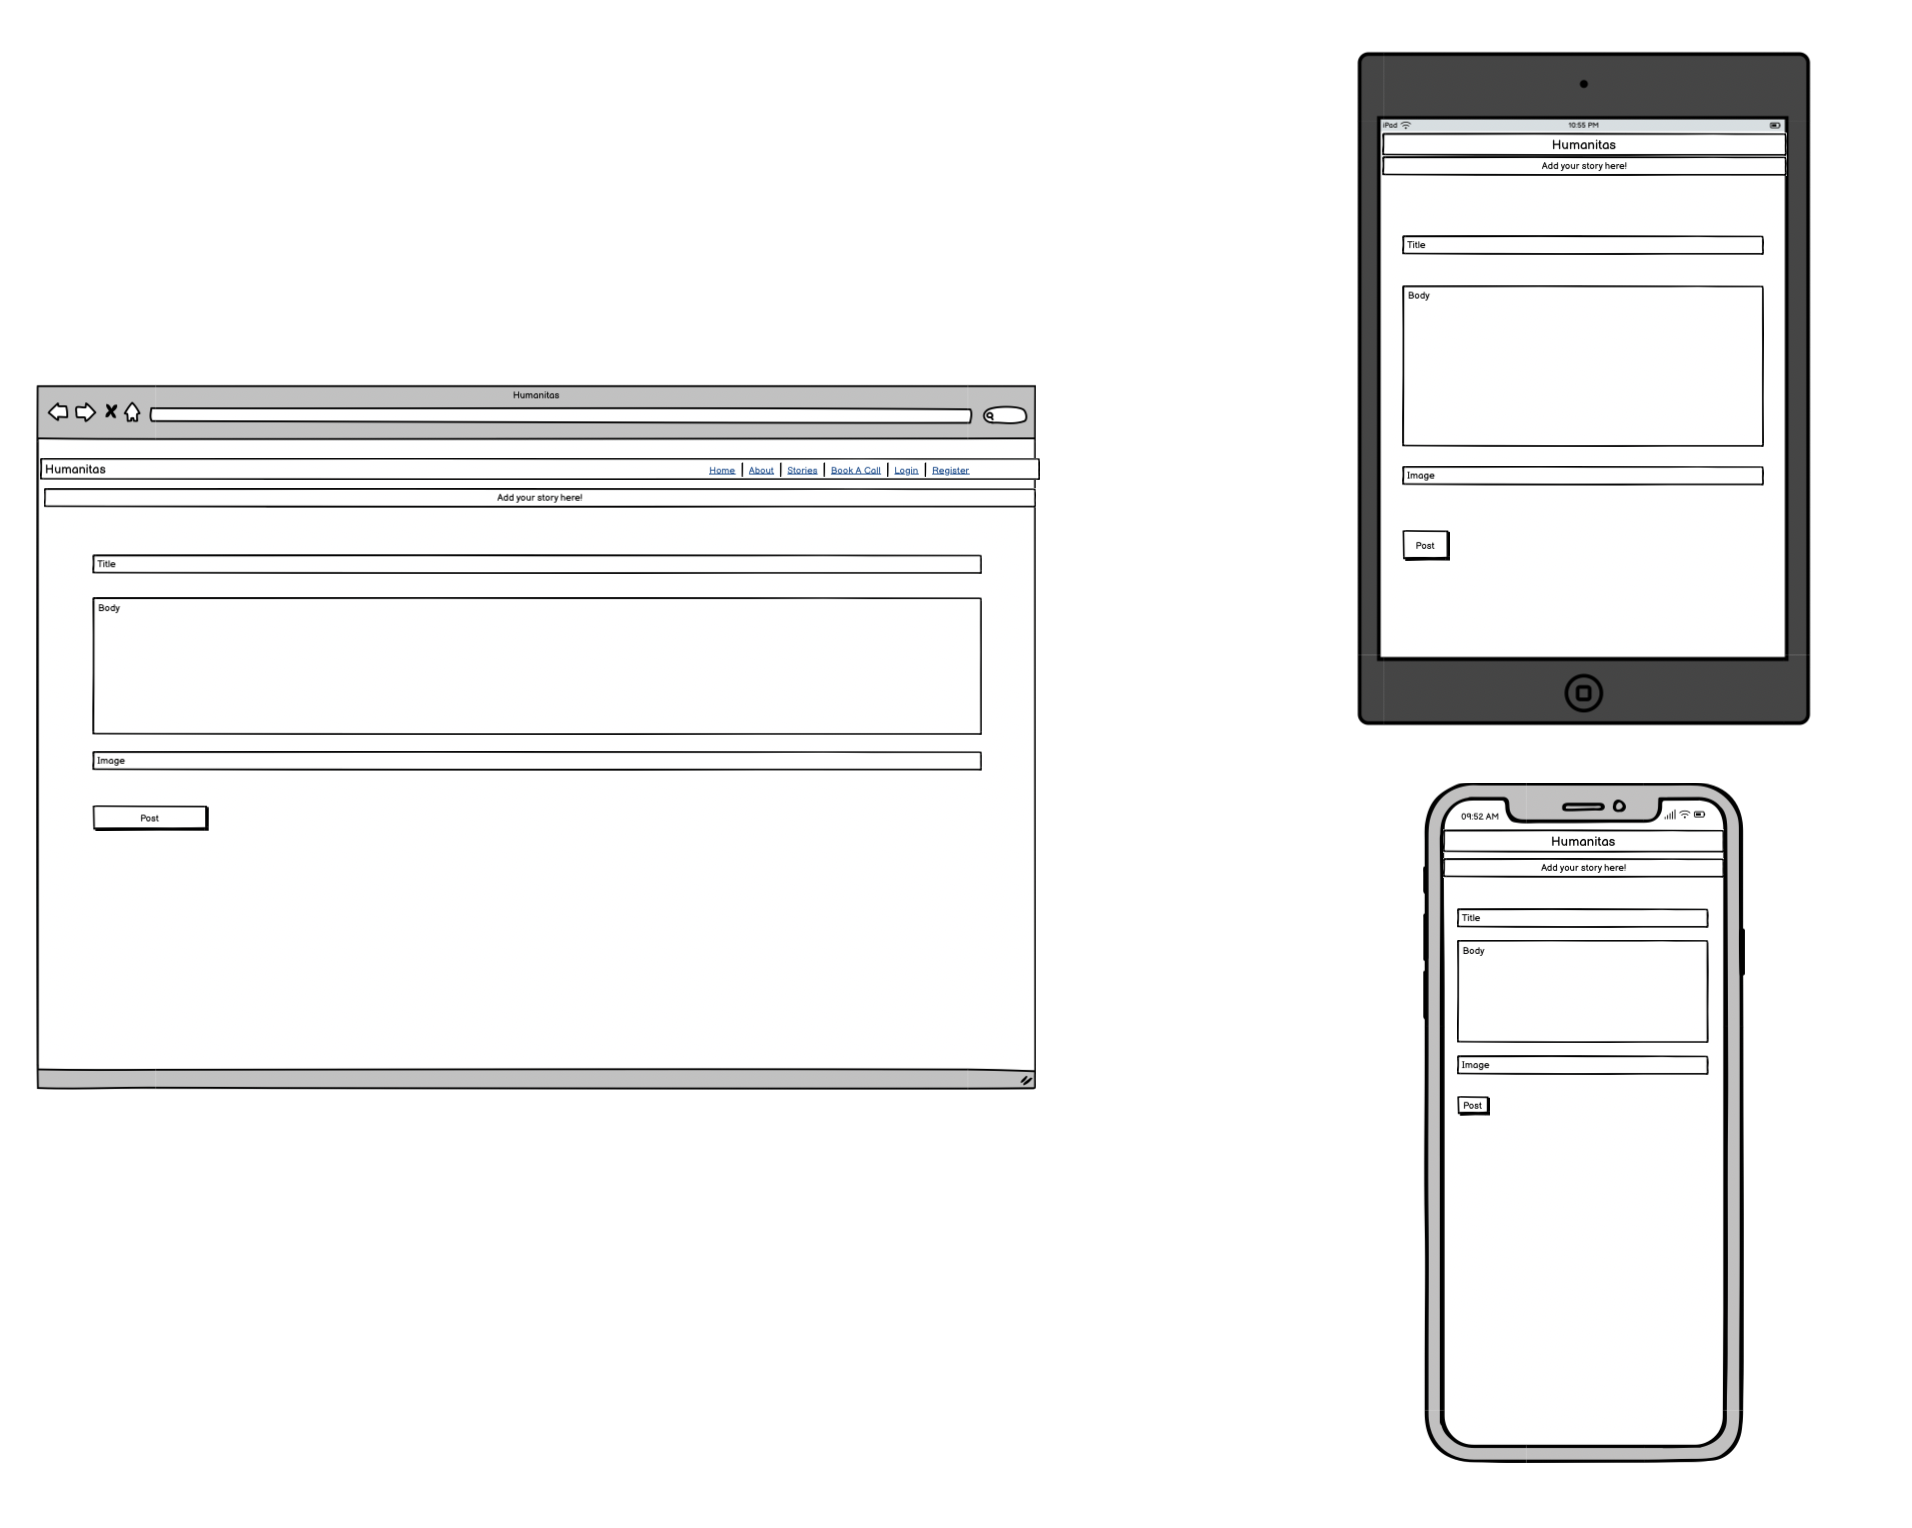 Humanitas
Humanitas Home About Stories Book A Call Login Register
Add your story here!
Title
Body
Image
Post
iPad 10:55 PM
Humanitas
Add your story here!
Title
Body
Image
Post
09:52 AM
Humanitas
Add your story here!
Title
Body
Image
Post